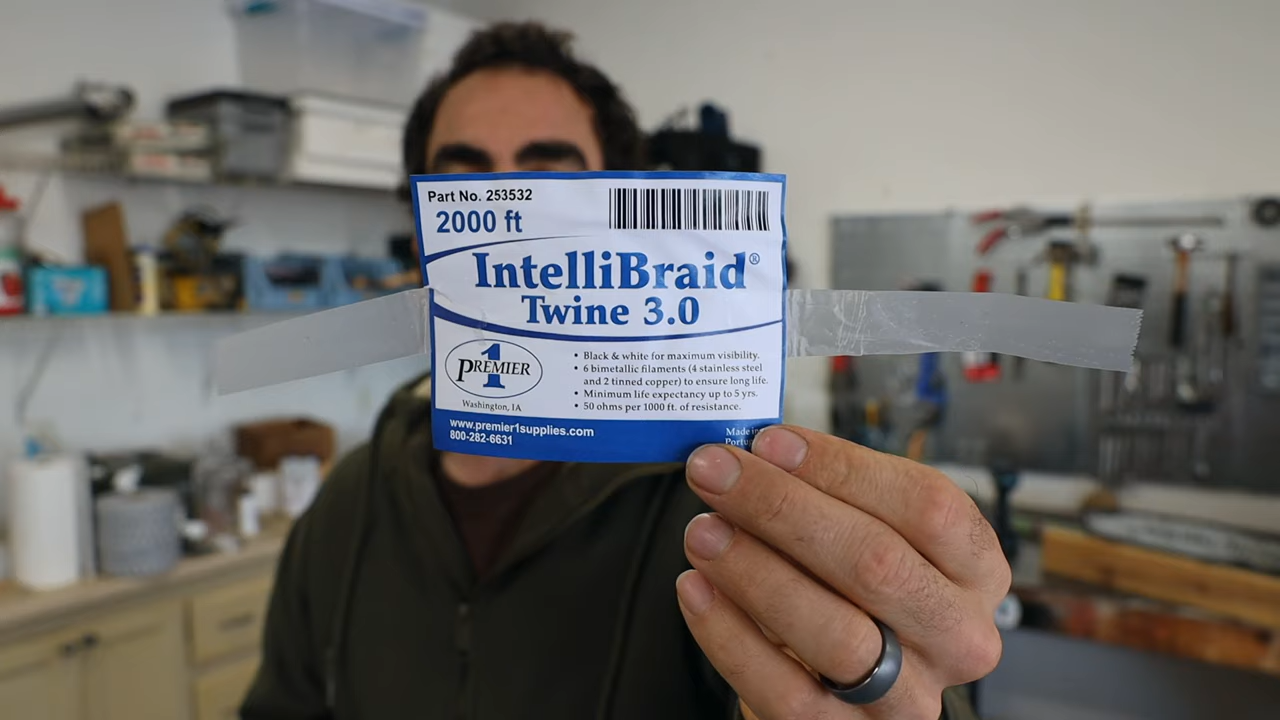 Part No. 253532
2000 ft
IntelliBraid®
Twine 3.0
1
PREMIER
Washington, IA
• Black & white for maximum visibility.
• 6 bimetallic filaments (4 stainless steel
and 2 tinned copper) to ensure long life.
• Minimum life expectancy up to 5 yrs.
• 50 ohms per 1000 ft. of resistance.
www.premier1supplies.com
800-282-6631
Made in